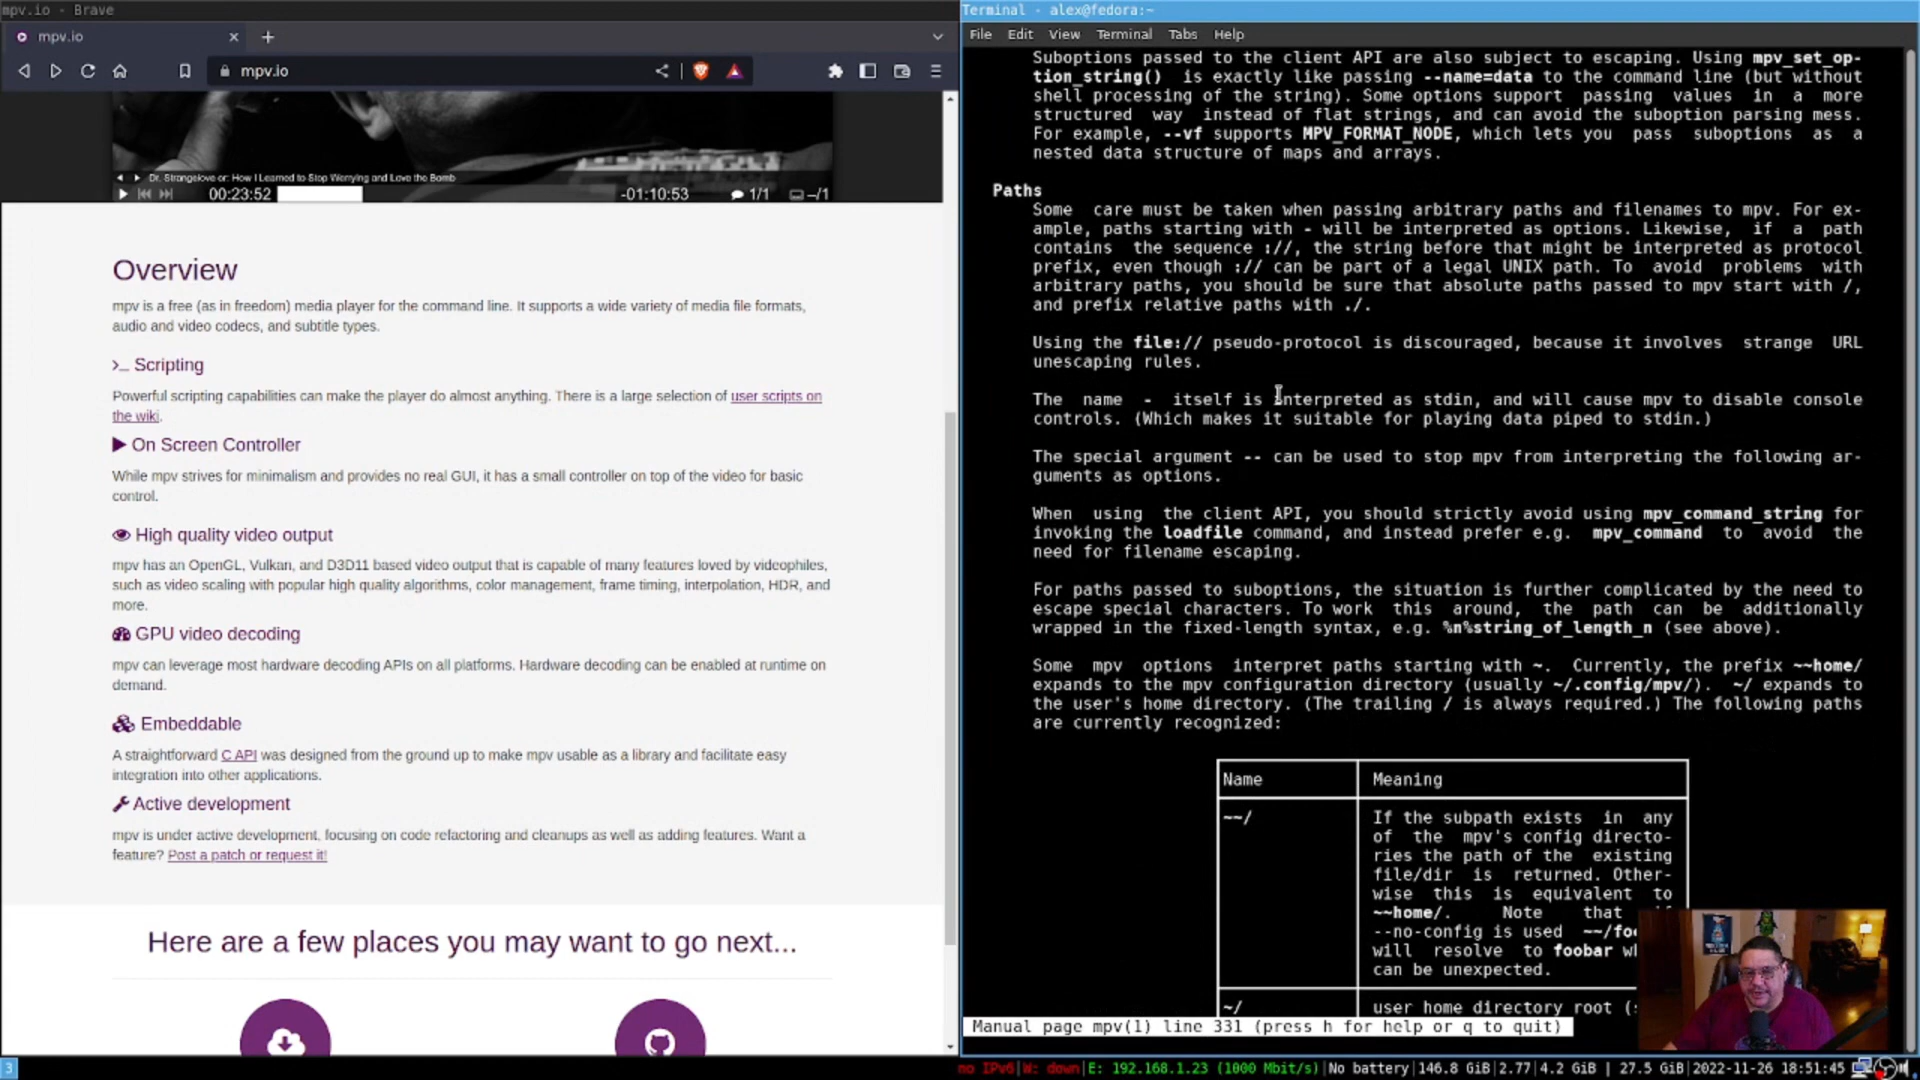 mpv.io - Brave
mpv.io
mpv.io
Dr. Strangelove or: How I Learned to Stop Worrying and Love the Bomb
00:23:52
-01:10:53
1/1
--/1
Overview
mpv is a free (as in freedom) media player for the command line. It supports a wide variety of media file formats,
audio and video codecs, and subtitle types.
>_ Scripting
Powerful scripting capabilities can make the player do almost anything. There is a large selection of user scripts on
the wiki.
On Screen Controller
While mpv strives for minimalism and provides no real GUI, it has a small controller on top of the video for basic
control.
High quality video output
mpv has an OpenGL, Vulkan, and D3D11 based video output that is capable of many features loved by videophiles,
such as video scaling with popular high quality algorithms, color management, frame timing, interpolation, HDR, and
more.
GPU video decoding
mpv can leverage most hardware decoding APIs on all platforms. Hardware decoding can be enabled at runtime on
demand.
Embeddable
A straightforward C API was designed from the ground up to make mpv usable as a library and facilitate easy
integration into other applications.
Active development
mpv is under active development, focusing on code refactoring and cleanups as well as adding features. Want a
feature? Post a patch or request it!
Here are a few places you may want to go next...
Terminal - alex@fedora:~
File Edit View Terminal Tabs Help
Suboptions passed to the client API are also subject to escaping. Using mpv_set_op-
tion_string() is exactly like passing --name=data to the command line (but without
shell processing of the string). Some options support passing values in a more
structured way instead of flat strings, and can avoid the suboption parsing mess.
For example, --vf supports MPV_FORMAT_NODE, which lets you pass suboptions as a
nested data structure of maps and arrays.
Paths
Some care must be taken when passing arbitrary paths and filenames to mpv. For ex-
ample, paths starting with - will be interpreted as options. Likewise, if a path
contains the sequence ://, the string before that might be interpreted as protocol
prefix, even though :// can be part of a legal UNIX path. To avoid problems with
arbitrary paths, you should be sure that absolute paths passed to mpv start with /,
and prefix relative paths with ./.
Using the file:// pseudo-protocol is discouraged, because it involves strange URL
unescaping rules.
The name - itself is interpreted as stdin, and will cause mpv to disable console
controls. (Which makes it suitable for playing data piped to stdin.)
The special argument -- can be used to stop mpv from interpreting the following ar-
guments as options.
When using the client API, you should strictly avoid using mpv_command_string for
invoking the loadfile command, and instead prefer e.g. mpv_command to avoid the
need for filename escaping.
For paths passed to suboptions, the situation is further complicated by the need to
escape special characters. To work this around, the path can be additionally
wrapped in the fixed-length syntax, e.g. %n%string_of_length_n (see above).
Some mpv options interpret paths starting with ~. Currently, the prefix ~~home/
expands to the mpv configuration directory (usually ~/.config/mpv/). ~/ expands to
the user's home directory. (The trailing / is always required.) The following paths
are currently recognized:
Name Meaning
~~/ If the subpath exists in any
of the mpv's config directo-
ries the path of the existing
file/dir is returned. Other-
wise this is equivalent to
~~home/. Note that
--no-config is used ~~/fo
will resolve to foobar
can be unexpected.
~/ user home directory root (
Manual page mpv(1) line 331 (press h for help or q to quit)
3
no IPv6|W: down|E: 192.168.1.23 (1000 Mbit/s)|No battery|146.8 GiB|2.77|4.2 GiB | 27.5 GiB|2022-11-26 18:51:45